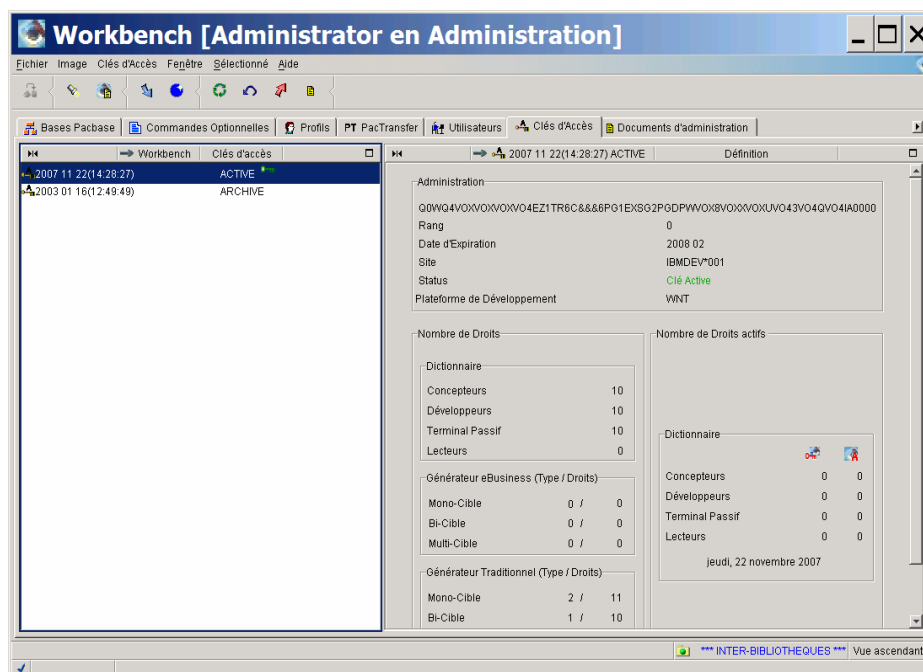 Workbench [Administrator en Administration]
Fichier Image Clés d'Accès Fenêtre Sélectionné Aide
Bases Pacbase Commandes Optionnelles Profils PT PacTransfer Utilisateurs Clés d'Accès Documents d'administration
Workbench Clés d'accès
2007 11 22(14:28:27) ACTIVE
2003 01 16(12:49:49) ARCHIVE
2007 11 22(14:28:27) ACTIVE Définition
Administration
Q0WQ4VOXVOXVOXVO4EZ1TR6C&&&6PG1EXSG2PGDPWVOX8VOXXVOXUVO43VO4QVO4IA0000
Rang 0
Date d'Expiration 2008 02
Site IBMDEV*001
Status Clé Active
Plateforme de Développement WNT
Nombre de Droits
Dictionnaire
Concepteurs 10
Développeurs 10
Terminal Passif 10
Lecteurs 0
Générateur eBusiness (Type / Droits)
Mono-Cible 0 / 0
Bi-Cible 0 / 0
Multi-Cible 0 / 0
Générateur Traditionnel (Type / Droits)
Mono-Cible 2 / 11
Bi-Cible 1 / 10
Nombre de Droits actifs
Dictionnaire
Concepteurs 0 0
Développeurs 0 0
Terminal Passif 0 0
Lecteurs 0 0
jeudi, 22 novembre 2007
*** INTER-BIBLIOTHEQUES *** Vue ascendant